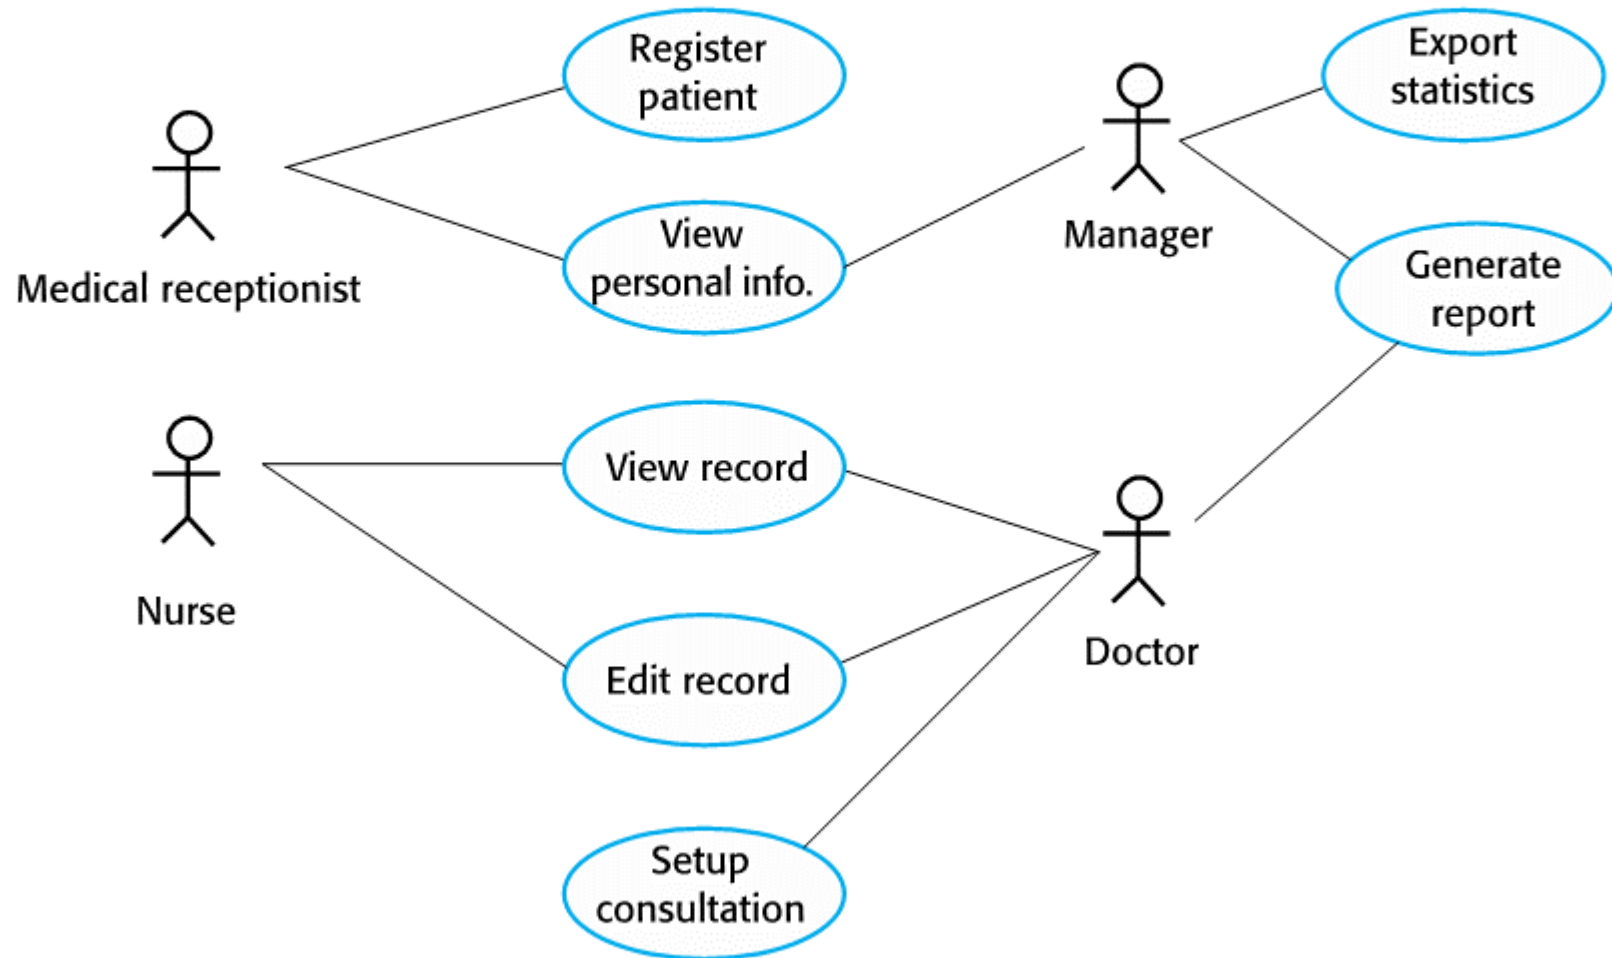 Register
patient
Export
statistics
Medical receptionist
View
personal info.
Manager
Generate
report
Nurse
View record
Edit record
Doctor
Setup
consultation